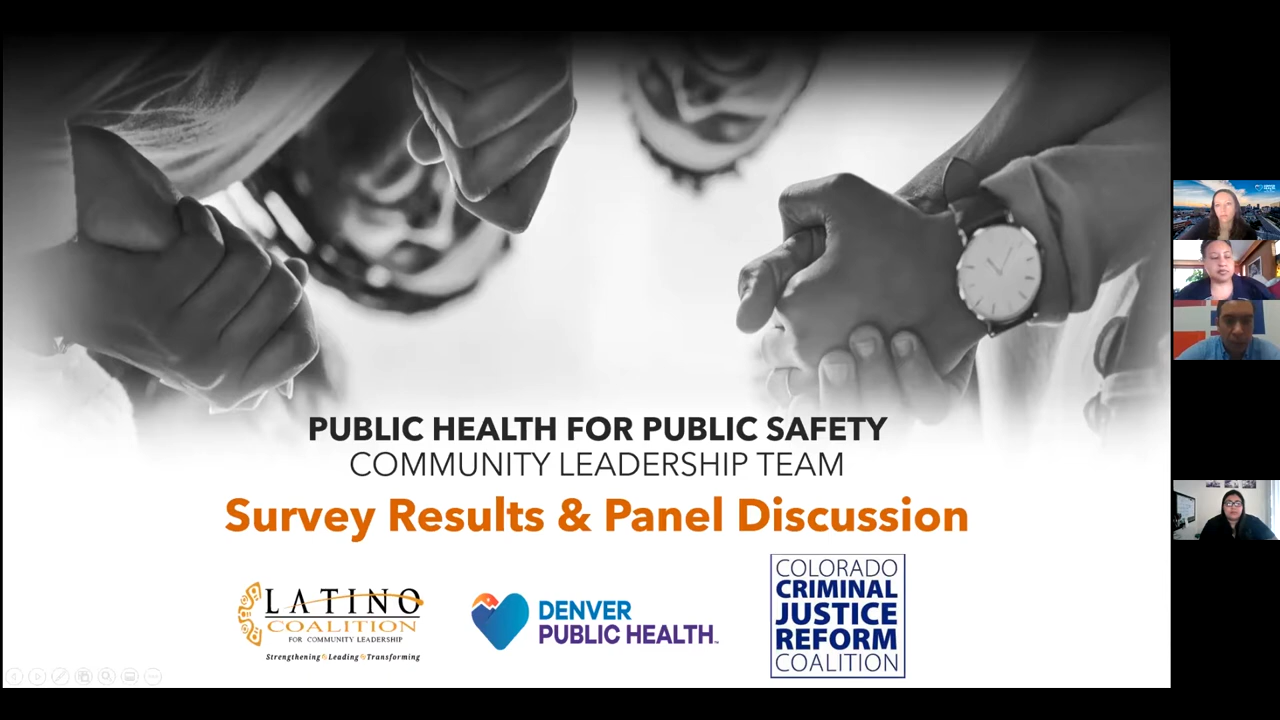 PUBLIC HEALTH FOR PUBLIC SAFETY
COMMUNITY LEADERSHIP TEAM
Survey Results & Panel Discussion
LATINO
COALITION
FOR COMMUNITY LEADERSHIP
Strengthening Leading Transforming
DENVER
PUBLIC HEALTH™
COLORADO
CRIMINAL
JUSTICE
REFORM
COALITION